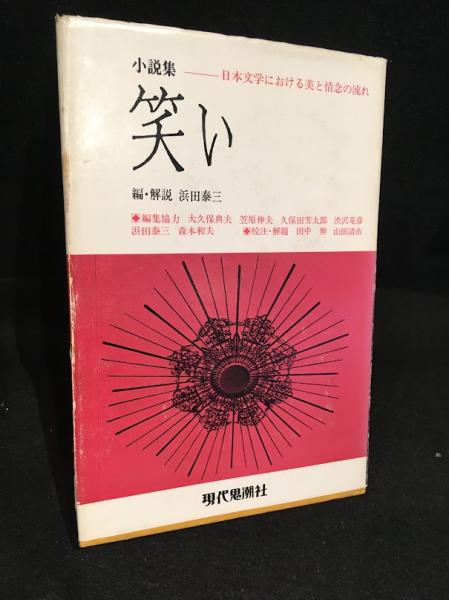 小説集 ―― 日本文学における美と情念の流れ
笑い
編・解説 浜田泰三
◆編集協力 大久保典夫 笠原伸夫 久保田芳太郎 渋沢竜彦
浜田泰三 森本和夫 ◆校注・解題 田中伸 山田清市
現代思潮社